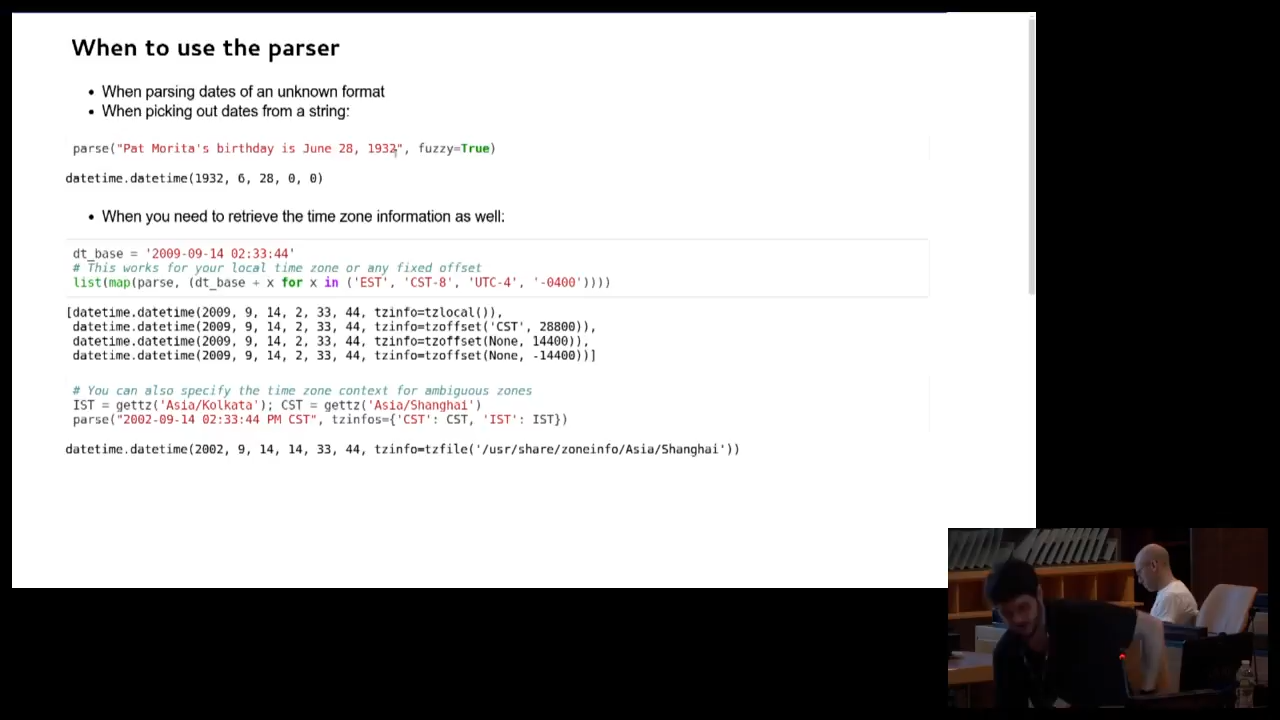 When to use the parser
• When parsing dates of an unknown format
• When picking out dates from a string:
parse("Pat Morita's birthday is June 28, 1932", fuzzy=True)
datetime.datetime(1932, 6, 28, 0, 0)
• When you need to retrieve the time zone information as well:
dt_base = '2009-09-14 02:33:44'
# This works for your local time zone or any fixed offset
list(map(parse, (dt_base + x for x in ('EST', 'CST-8', 'UTC-4', '-0400'))))
[datetime.datetime(2009, 9, 14, 2, 33, 44, tzinfo=tzlocal()),
datetime.datetime(2009, 9, 14, 2, 33, 44, tzinfo=tzoffset('CST', 28800)),
datetime.datetime(2009, 9, 14, 2, 33, 44, tzinfo=tzoffset(None, 14400)),
datetime.datetime(2009, 9, 14, 2, 33, 44, tzinfo=tzoffset(None, -14400))]
# You can also specify the time zone context for ambiguous zones
IST = gettz('Asia/Kolkata'); CST = gettz('Asia/Shanghai')
parse("2002-09-14 02:33:44 PM CST", tzinfos={'CST': CST, 'IST': IST})
datetime.datetime(2002, 9, 14, 14, 33, 44, tzinfo=tzfile('/usr/share/zoneinfo/Asia/Shanghai'))